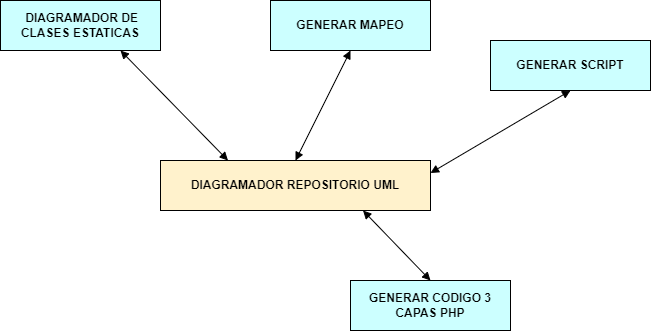 DIAGRAMADOR DE
CLASES ESTATICAS
GENERAR MAPEO
GENERAR SCRIPT
DIAGRAMADOR REPOSITORIO UML
GENERAR CODIGO 3
CAPAS PHP